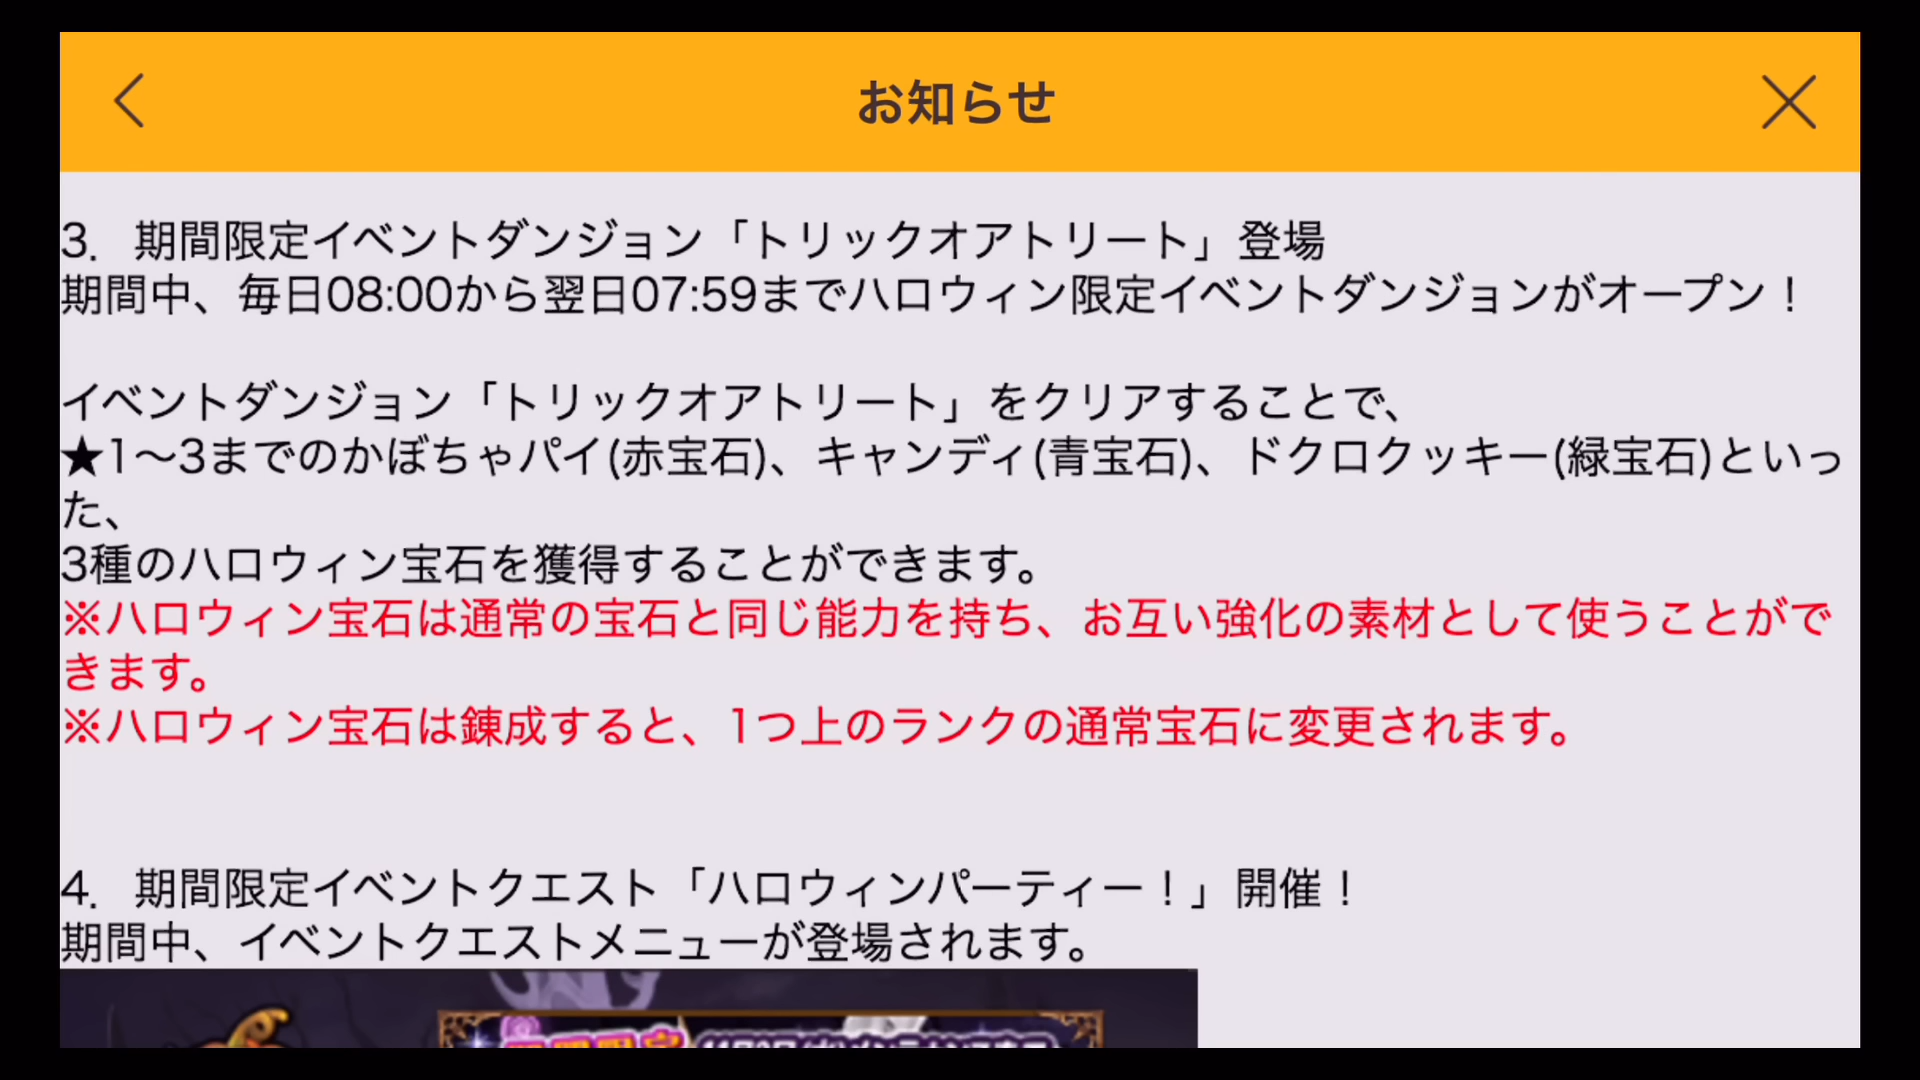 お知らせ
3．期間限定イベントダンジョン「トリックオアトリート」登場
期間中、毎日08:00から翌日07:59までハロウィン限定イベントダンジョンがオープン！
イベントダンジョン「トリックオアトリート」をクリアすることで、
★1～3までのかぼちゃパイ(赤宝石)、キャンディ(青宝石)、ドクロクッキー(緑宝石)といっ
た、
3種のハロウィン宝石を獲得することができます。
※ハロウィン宝石は通常の宝石と同じ能力を持ち、お互い強化の素材として使うことがで
きます。
※ハロウィン宝石は錬成すると、1つ上のランクの通常宝石に変更されます。
4．期間限定イベントクエスト「ハロウィンパーティー！」開催！
期間中、イベントクエストメニューが登場されます。